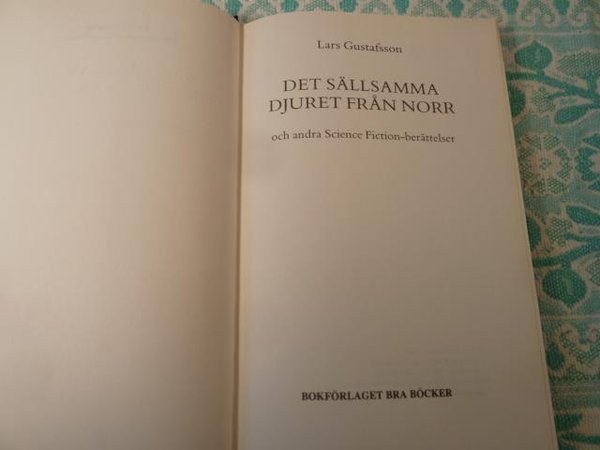 Lars Gustafsson
DET SÄLLSAMMA
DJURET FRÅN NORR
och andra Science Fiction-berättelser
BOKFÖRLAGET BRA BÖCKER